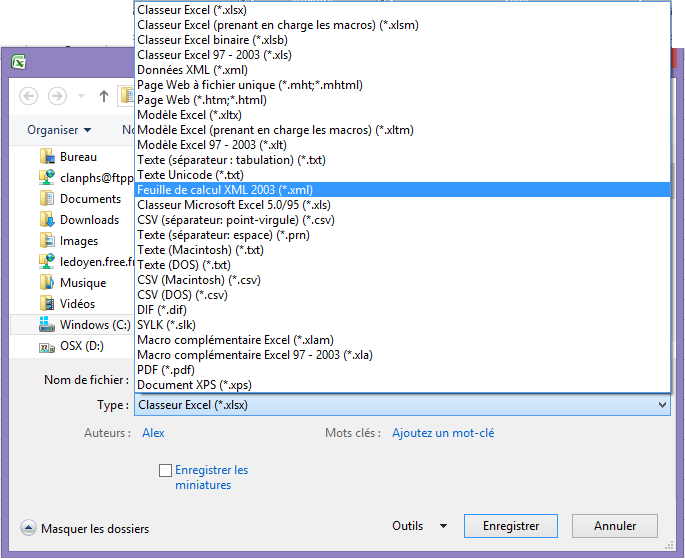 Classeur Excel (*.xlsx)
Classeur Excel (prenant en charge les macros) (*.xlsm)
Classeur Excel binaire (*.xlsb)
Classeur Excel 97 - 2003 (*.xls)
Données XML (*.xml)
Page Web à fichier unique (*.mht;*.mhtml)
Page Web (*.htm;*.html)
Modèle Excel (*.xltx)
Modèle Excel (prenant en charge les macros) (*.xltm)
Modèle Excel 97 - 2003 (*.xlt)
Texte (séparateur : tabulation) (*.txt)
Texte Unicode (*.txt)
Feuille de calcul XML 2003 (*.xml)
Classeur Microsoft Excel 5.0/95 (*.xls)
CSV (séparateur: point-virgule) (*.csv)
Texte (séparateur: espace) (*.prn)
Texte (Macintosh) (*.txt)
Texte (DOS) (*.txt)
CSV (Macintosh) (*.csv)
CSV (DOS) (*.csv)
DIF (*.dif)
SYLK (*.slk)
Macro complémentaire Excel (*.xlam)
Macro complémentaire Excel 97 - 2003 (*.xla)
PDF (*.pdf)
Document XPS (*.xps)
Organiser
Bureau
clanphs@ftpp
Documents
Downloads
Images
ledoyen.free.f
Musique
Vidéos
Windows (C:)
OSX (D:)
Nom de fichier :
Type : Classeur Excel (*.xlsx)
Auteurs : Alex Mots clés : Ajoutez un mot-clé
Enregistrer les
miniatures
Masquer les dossiers Outils Enregistrer Annuler